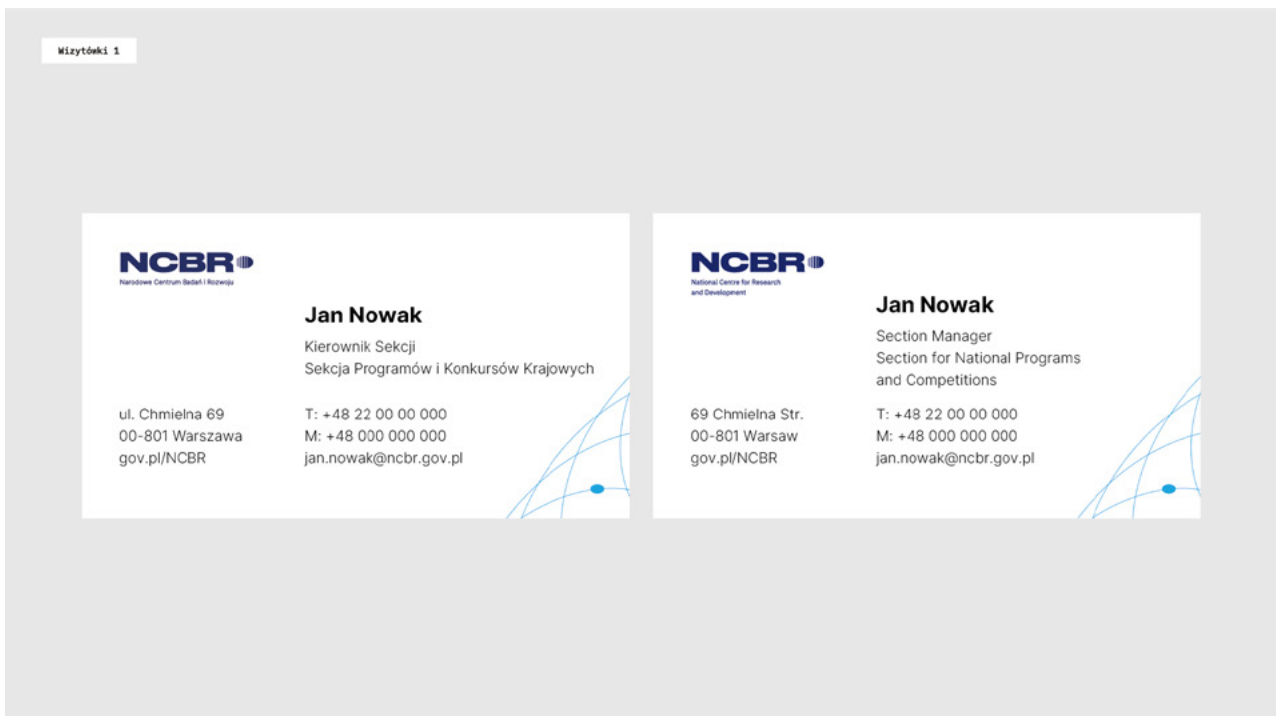 Wizytówki 1
NCBR
Narodowe Centrum Badań i Rozwoju
Jan Nowak
Kierownik Sekcji
Sekcja Programów i Konkursów Krajowych
ul. Chmielna 69
00-801 Warszawa
gov.pl/NCBR
T: +48 22 00 00 000
M: +48 000 000 000
jan.nowak@ncbr.gov.pl
NCBR
National Centre for Research
and Development
Jan Nowak
Section Manager
Section for National Programs
and Competitions
69 Chmielna Str.
00-801 Warsaw
gov.pl/NCBR
T: +48 22 00 00 000
M: +48 000 000 000
jan.nowak@ncbr.gov.pl